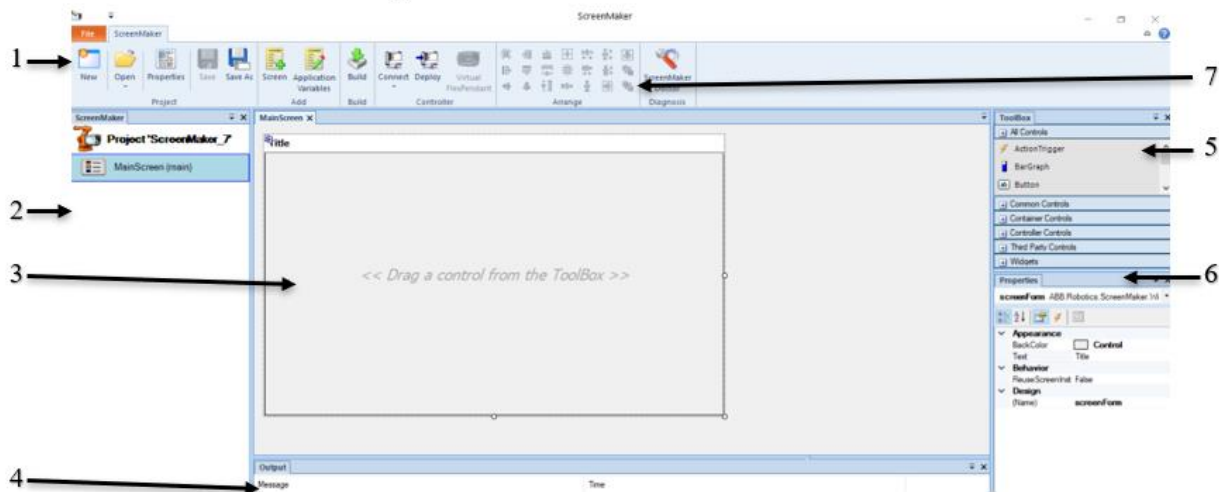 ScreenMaker
File ScreenMaker
New Open Properties Save Save As Screen Application Variables Build Connect Deploy Virtual FlexPendant ScreenMaker
Project Add Build Controller Arrange Diagnosis
1
7
ScreenMaker
Project "ScreenMaker_7"
MainScreen (main)
2
MainScreen X
Title
<< Drag a control from the ToolBox >>
3
ToolBox
All Controls
ActionTrigger
BarGraph
Button
5
Common Controls
Container Controls
Controller Controls
Third Party Controls
Widgets
Properties
6
screenForm ABB.Robotics.ScreenMaker
Appearance
BackColor Control
Text Title
Behavior
ReuseScreenInst False
Design
(Name) screenForm
Output
4
Message Time